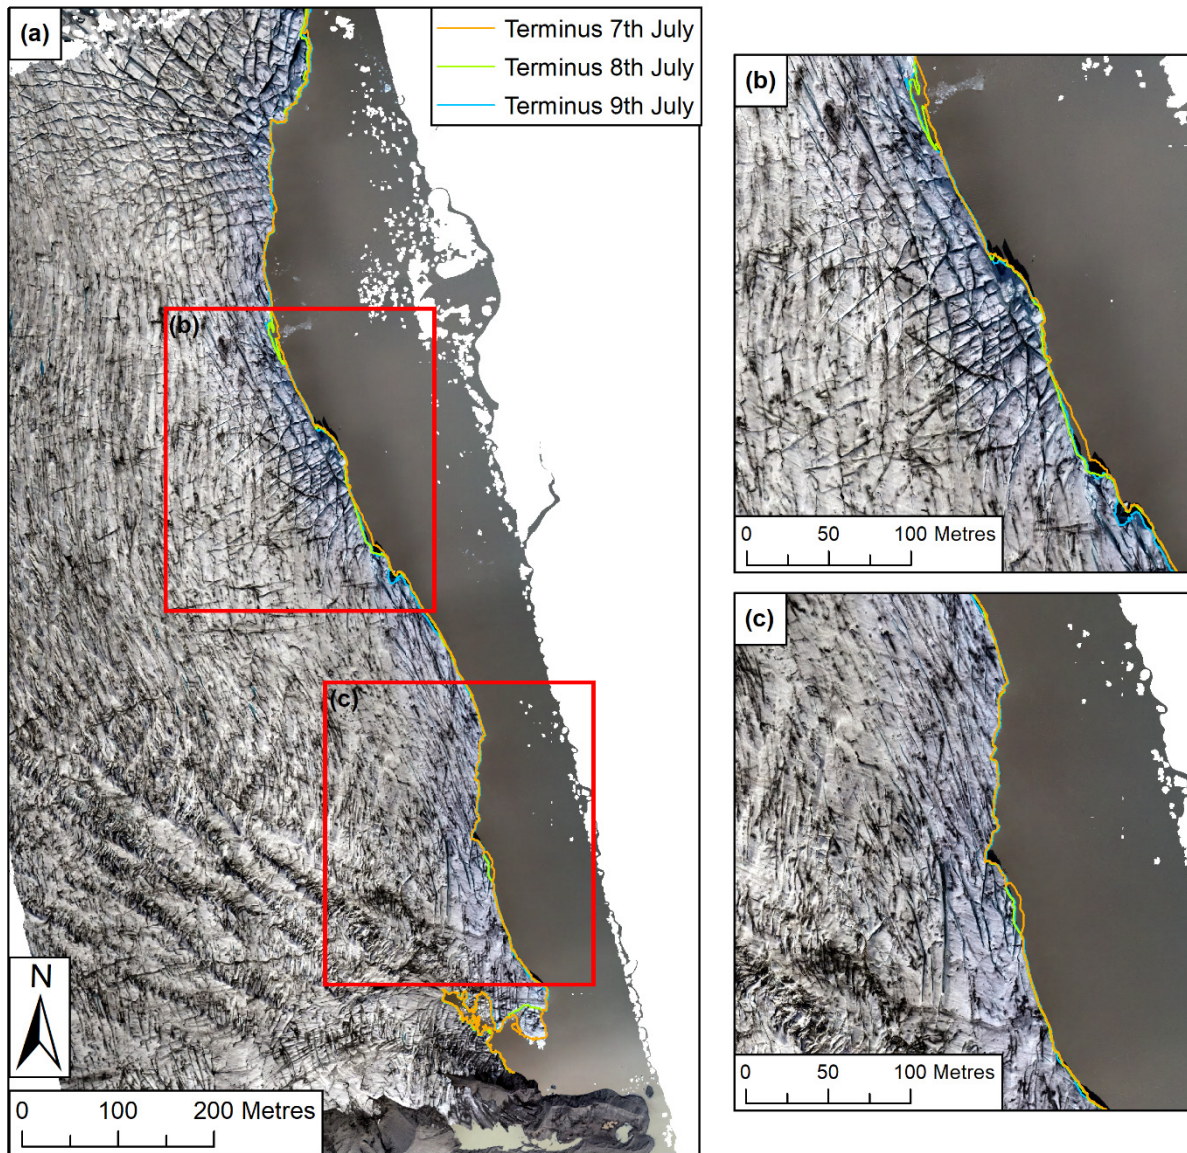 (a)
Terminus 7th July
Terminus 8th July
Terminus 9th July
(b)
(c)
N
0 100 200 Metres
(b)
0 50 100 Metres
(c)
0 50 100 Metres